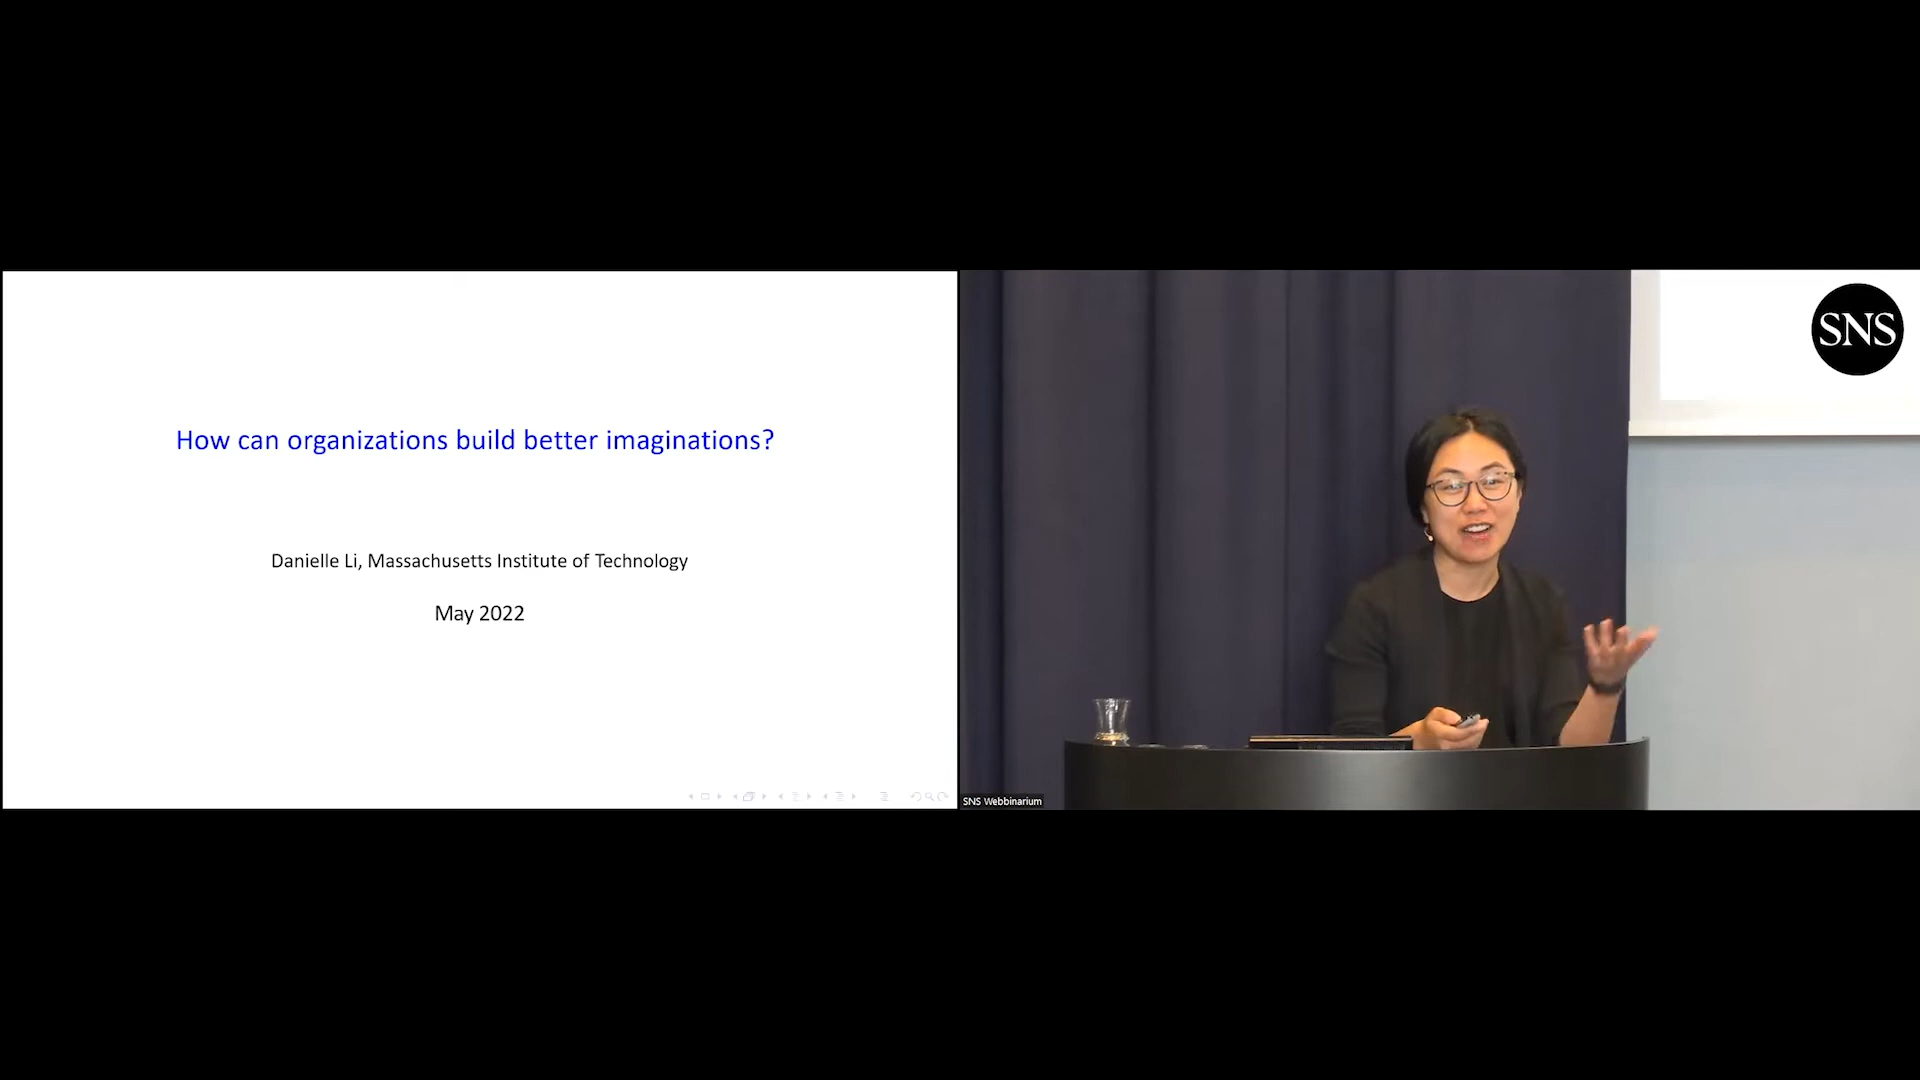 How can organizations build better imaginations?
Danielle Li, Massachusetts Institute of Technology
May 2022
SNS
SNS Webbinarium